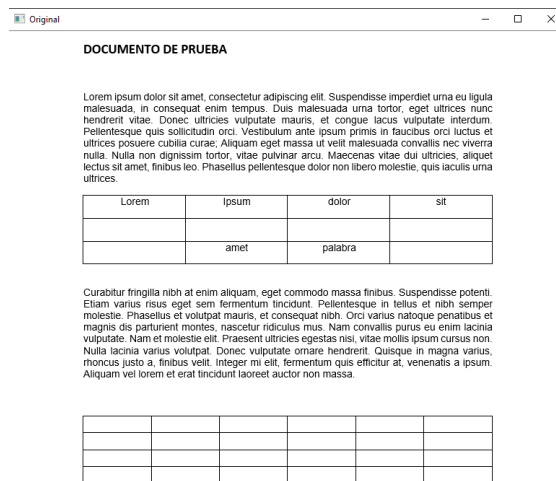 Original
DOCUMENTO DE PRUEBA
Lorem ipsum dolor sit amet, consectetur adipiscing elit. Suspendisse imperdiet urna eu ligula
malesuada, in consequat enim tempus. Duis malesuada urna tortor, eget ultrices nunc
hendrerit vitae. Donec ultricies vulputate mauris, et congue lacus vulputate interdum.
Pellentesque quis sollicitudin orci. Vestibulum ante ipsum primis in faucibus orci luctus et
ultrices posuere cubilia curae; Aliquam eget massa ut velit malesuada convallis nec viverra
nulla. Nulla non dignissim tortor, vitae pulvinar arcu. Maecenas vitae dui ultricies, aliquet
lectus sit amet, finibus leo. Phasellus pellentesque dolor non libero molestie, quis iaculis urna
ultrices.
Lorem Ipsum dolor sit
amet palabra
Curabitur fringilla nibh at enim aliquam, eget commodo massa finibus. Suspendisse potenti.
Etiam varius risus eget sem fermentum tincidunt. Pellentesque in tellus et nibh semper
molestie. Phasellus et volutpat mauris, et consequat nibh. Orci varius natoque penatibus et
magnis dis parturient montes, nascetur ridiculus mus. Nam convallis purus eu enim lacinia
vulputate. Nam et molestie elit. Praesent ultricies egestas nisi, vitae mollis ipsum cursus non.
Nulla lacinia varius volutpat. Donec vulputate ornare hendrerit. Quisque in magna varius,
rhoncus justo a, finibus velit. Integer mi elit, fermentum quis efficitur at, venenatis a ipsum.
Aliquam vel lorem et erat tincidunt laoreet auctor non massa.